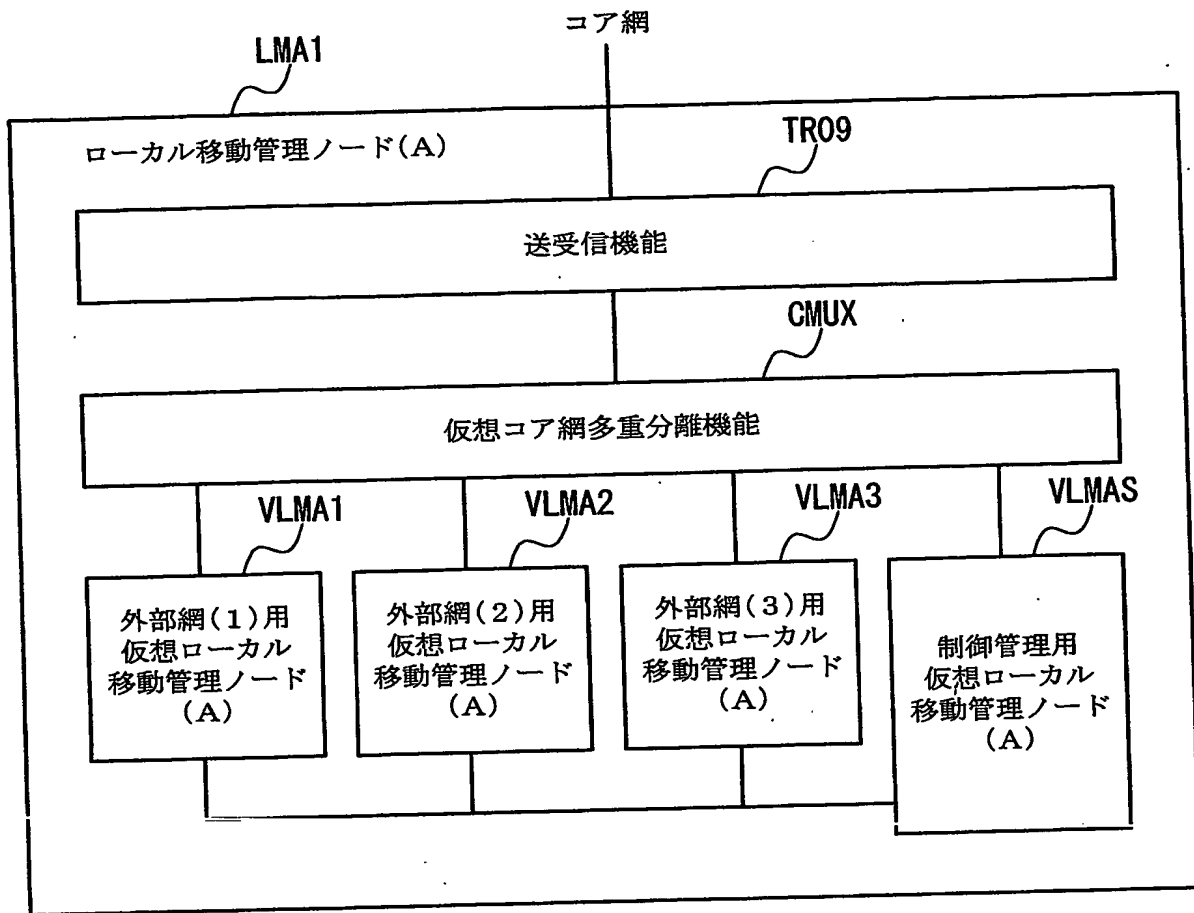 コア網
LMA1
ローカル移動管理ノード(A)
TR09
送受信機能
CMUX
仮想コア網多重分離機能
VLMA1
VLMA2
VLMA3
VLMAS
外部網(1)用
仮想ローカル
移動管理ノード
(A)
外部網(2)用
仮想ローカル
移動管理ノード
(A)
外部網(3)用
仮想ローカル
移動管理ノード
(A)
制御管理用
仮想ローカル
移動管理ノード
(A)